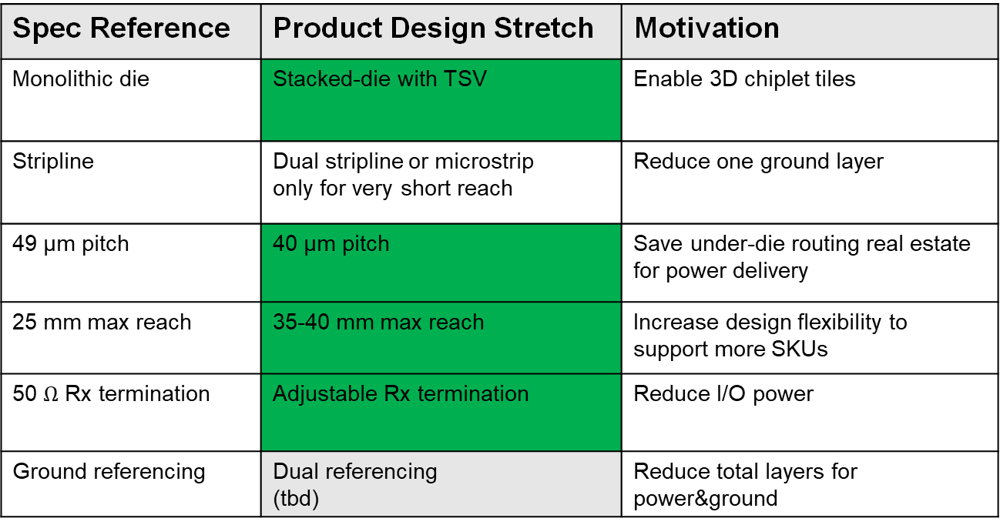 Spec Reference
Product Design Stretch
Motivation
Monolithic die
Stacked-die with TSV
Enable 3D chiplet tiles
Stripline
Dual stripline or microstrip
only for very short reach
Reduce one ground layer
49 µm pitch
40 µm pitch
Save under-die routing real estate
for power delivery
25 mm max reach
35-40 mm max reach
Increase design flexibility to
support more SKUs
50 Ω Rx termination
Adjustable Rx termination
Reduce I/O power
Ground referencing
Dual referencing
(tbd)
Reduce total layers for
power&ground